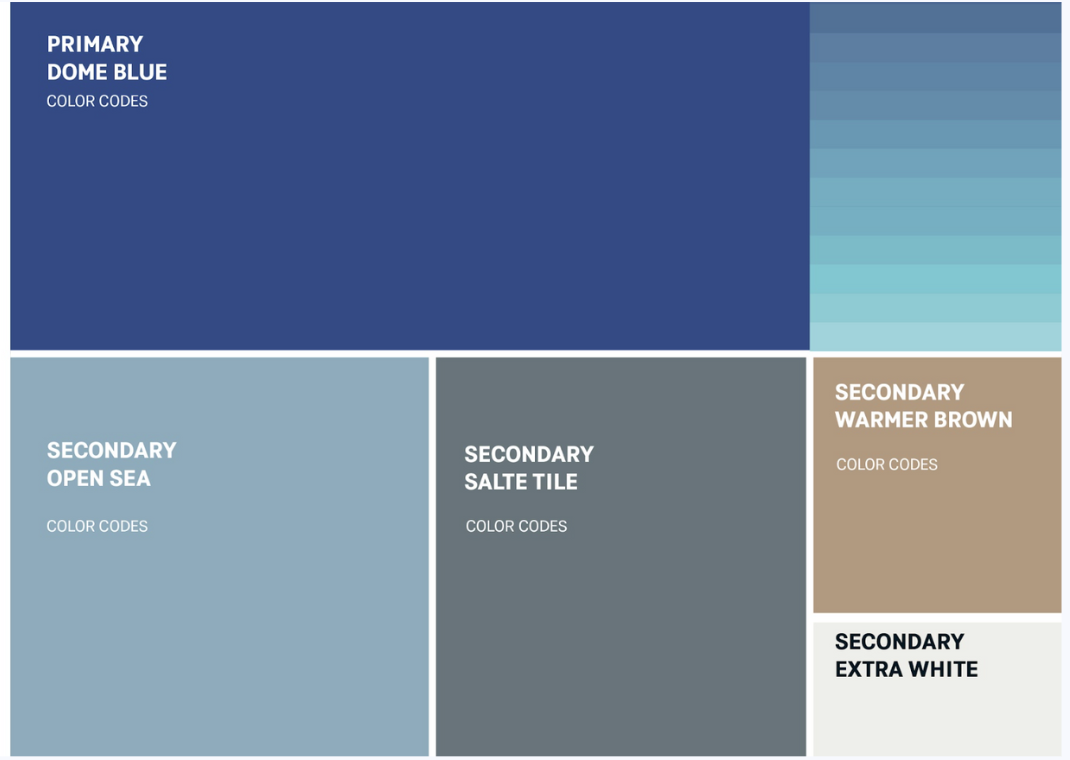 PRIMARY
DOME BLUE
COLOR CODES
SECONDARY
OPEN SEA
COLOR CODES
SECONDARY
SALTE TILE
COLOR CODES
SECONDARY
WARMER BROWN
COLOR CODES
SECONDARY
EXTRA WHITE